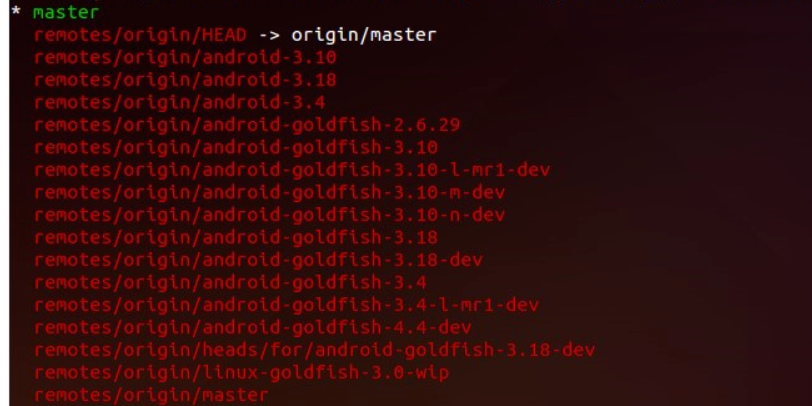 * master
remotes/origin/HEAD -> origin/master
remotes/origin/android-3.10
remotes/origin/android-3.18
remotes/origin/android-3.4
remotes/origin/android-goldfish-2.6.29
remotes/origin/android-goldfish-3.10
remotes/origin/android-goldfish-3.10-l-mr1-dev
remotes/origin/android-goldfish-3.10-m-dev
remotes/origin/android-goldfish-3.10-n-dev
remotes/origin/android-goldfish-3.18
remotes/origin/android-goldfish-3.18-dev
remotes/origin/android-goldfish-3.4
remotes/origin/android-goldfish-3.4-l-mr1-dev
remotes/origin/android-goldfish-4.4-dev
remotes/origin/heads/for/android-goldfish-3.18-dev
remotes/origin/linux-goldfish-3.0-wip
remotes/origin/master